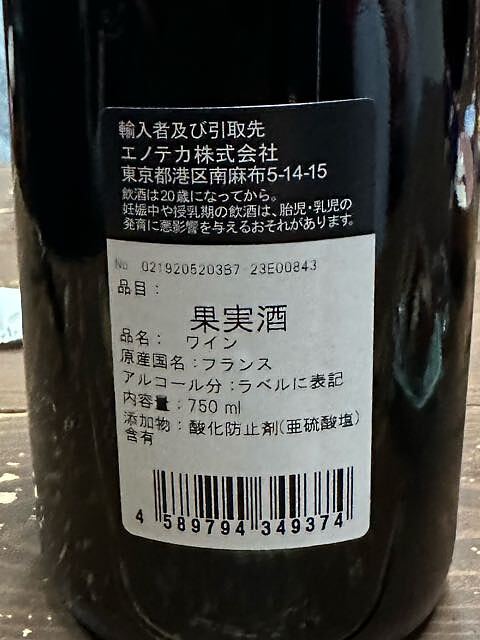 輸入者及び引取先
エノテカ株式会社
東京都港区南麻布5-14-15
飲酒は20歳になってから。
妊娠中や授乳期の飲酒は、胎児・乳児の
発育に悪影響を与えるおそれがあります。
No 0219205203B7 23E00843
品目：
果実酒
品名： ワイン
原産国名：フランス
アルコール分：ラベルに表記
内容量：750 ml
添加物：酸化防止剤(亜硫酸塩)
含有
4 589794 349374